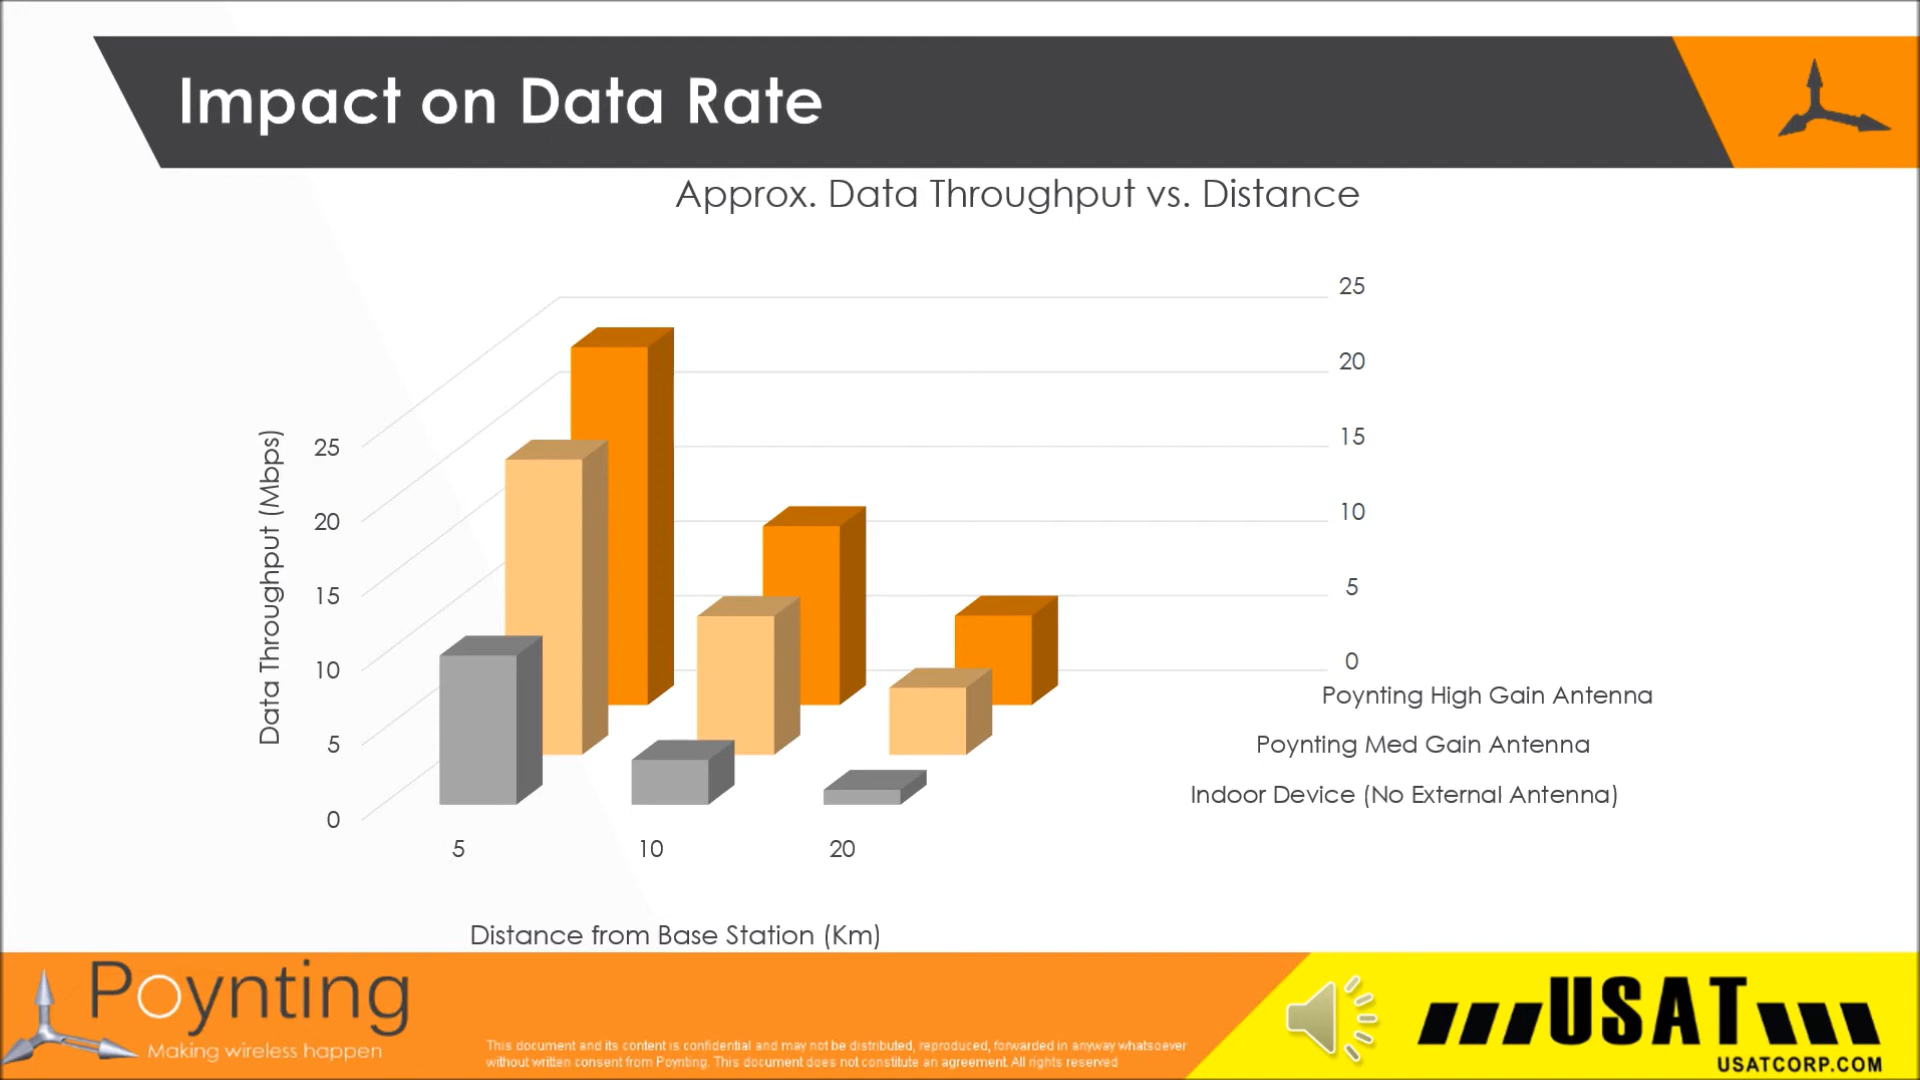 Impact on Data Rate
Approx. Data Throughput vs. Distance
25
20
15
10
5
0
Data Throughput (Mbps)
25
20
15
10
5
0
Poynting High Gain Antenna
Poynting Med Gain Antenna
Indoor Device (No External Antenna)
5 10 20
Distance from Base Station (Km)
Poynting
Making wireless happen
This document and its content is confidential and may not be distributed, reproduced, forwarded in anyway whatsoever
without written consent from Poynting. This document does not constitute an agreement. All rights reserved
USAT
USATCORP.COM